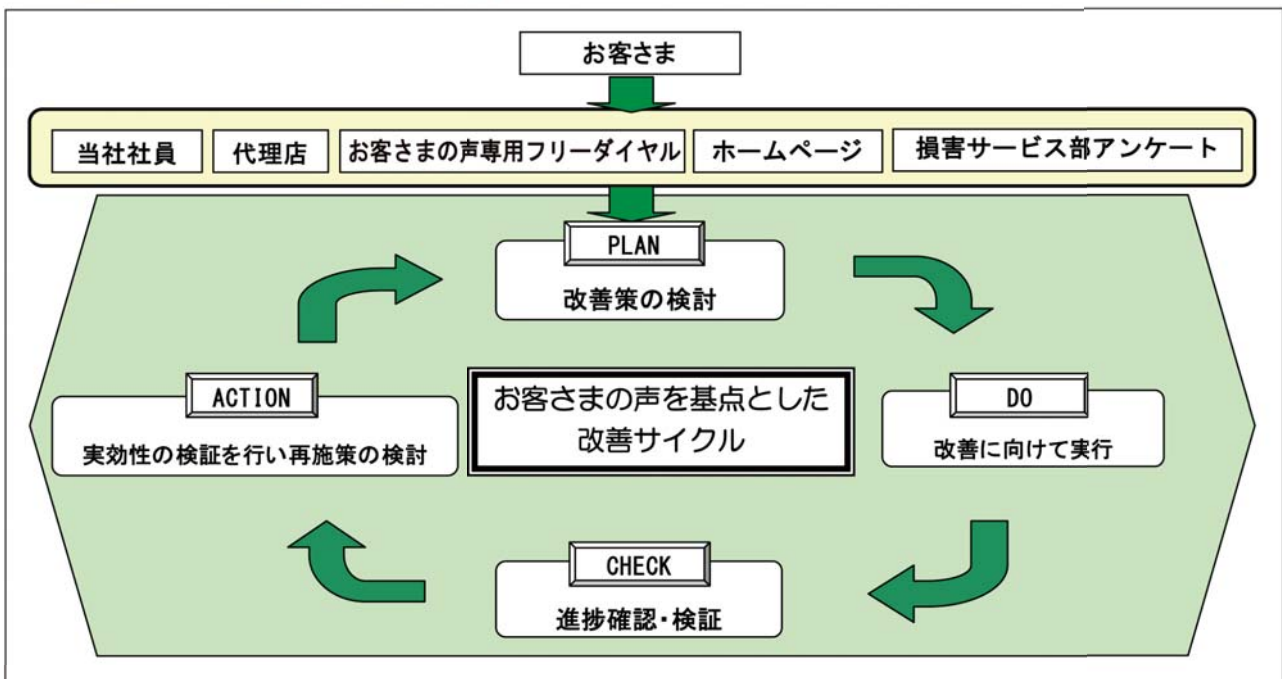 お客さま
当社社員
代理店
お客さまの声専用フリーダイヤル
ホームページ
損害サービス部アンケート
PLAN
改善策の検討
ACTION
実効性の検証を行い再施策の検討
お客さまの声を基点とした
改善サイクル
DO
改善に向けて実行
CHECK
進捗確認・検証